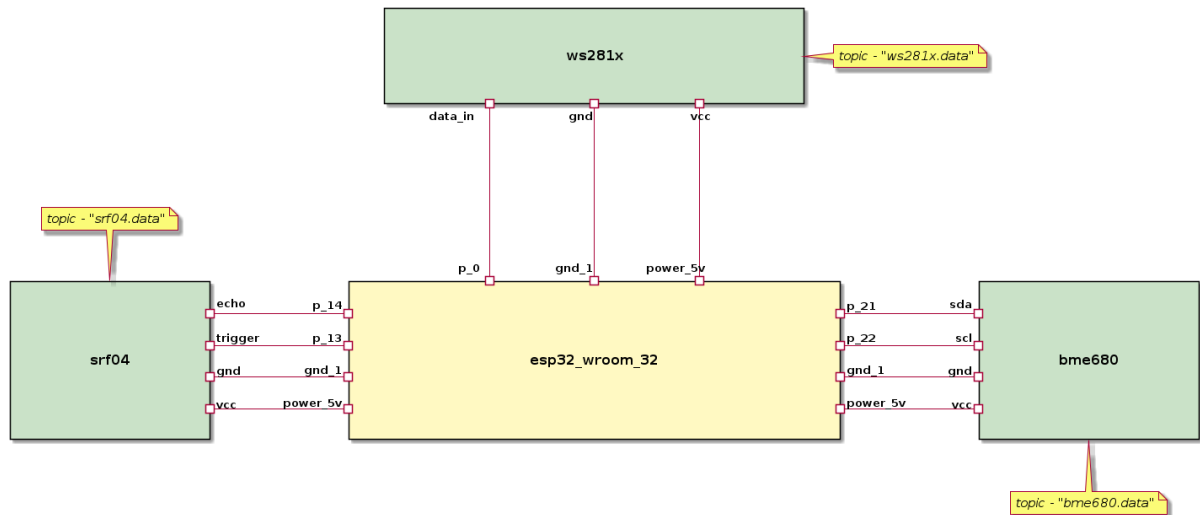 ws281x
topic - "ws281x.data"
data_in gnd vcc
topic - "srf04.data"
p_0 gnd_1 power_5v
echo p_14 p_21 sda
trigger p_13 p_22 scl
srf04 esp32_wroom_32 bme680
gnd gnd_1 gnd_1 gnd
vcc power_5v power_5v vcc
topic - "bme680.data"